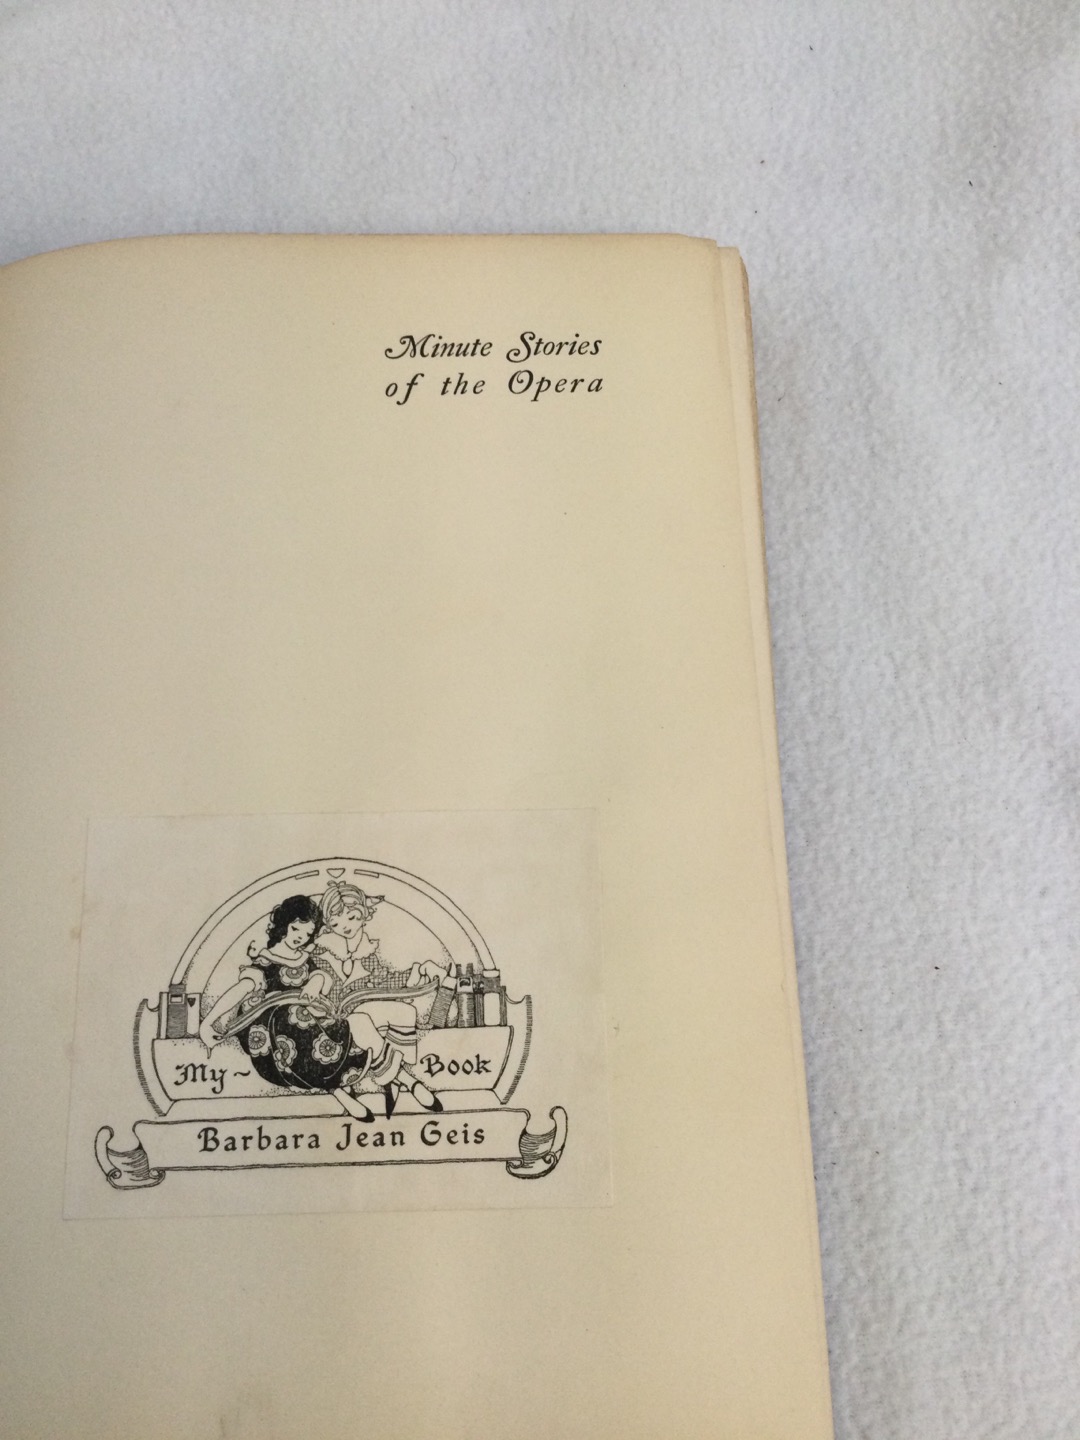 Minute Stories
of the Opera
My~ Book
Barbara Jean Geis